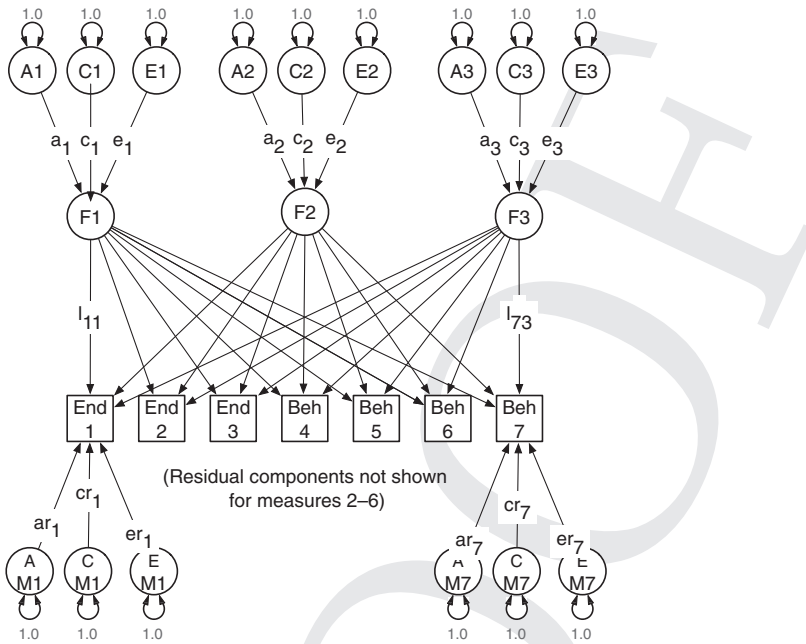 1.0 1.0 1.0 1.0 1.0 1.0 1.0 1.0 1.0
A1 C1 E1 A2 C2 E2 A3 C3 E3
a1 c1 e1 a2 c2 e2 a3 c3 e3
F1 F2 F3
l11 l73
End End End Beh Beh Beh Beh
1 2 3 4 5 6 7
(Residual components not shown
for measures 2–6)
ar1 cr1 er1 ar7 cr7 er7
A C E A C E
M1 M1 M1 M7 M7 M7
1.0 1.0 1.0 1.0 1.0 1.0